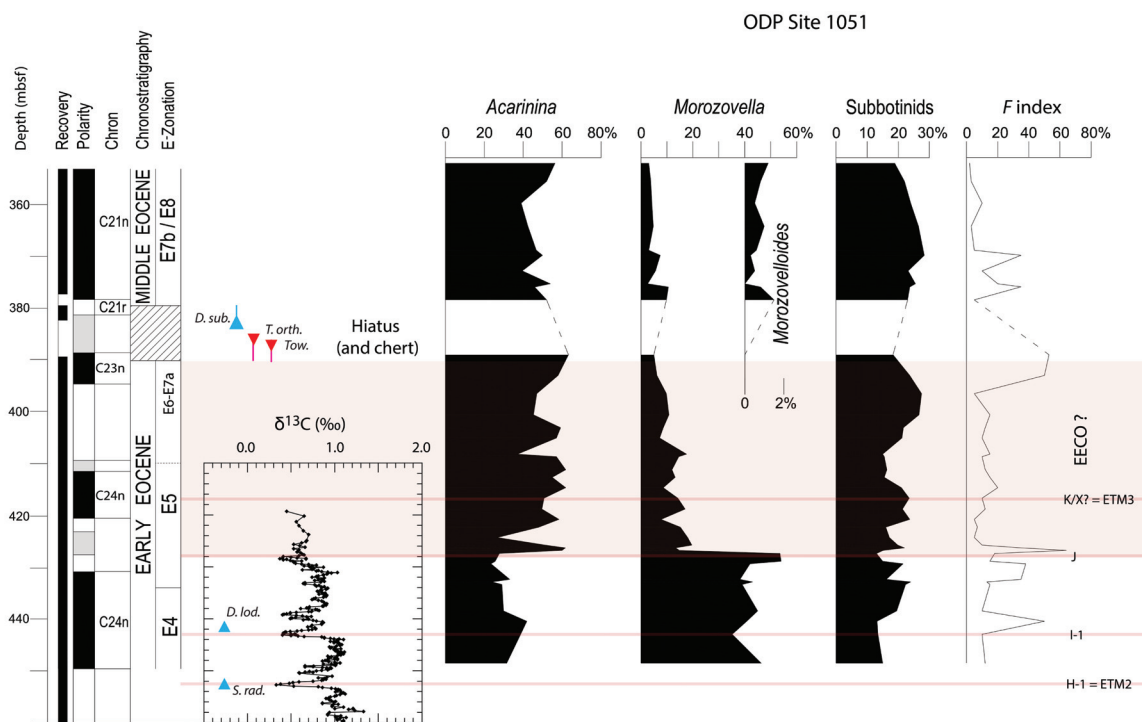 ODP Site 1051
Depth (mbsf)
Recovery
Polarity
Chron
Chronostratigraphy
E-Zonation
Acarinina
Morozovella
Subbotinids
F index
0 20 40 60 80%
0 20 40 60 80%
0 10 20 30%
0 20 40 60 80%
360
380
400
420
440
C21n
C21r
C23n
C24n
C24n
MIDDLE EOCENE
EARLY EOCENE
E7b / E8
E6-E7a
E5
E4
D. sub.
T. orth.
Tow.
Hiatus
(and chert)
Morozovelloides
0 2%
δ13C (‰)
0.0 1.0 2.0
D. lod.
S. rad.
EECO ?
K/X? = ETM3
J
I-1
H-1 = ETM2